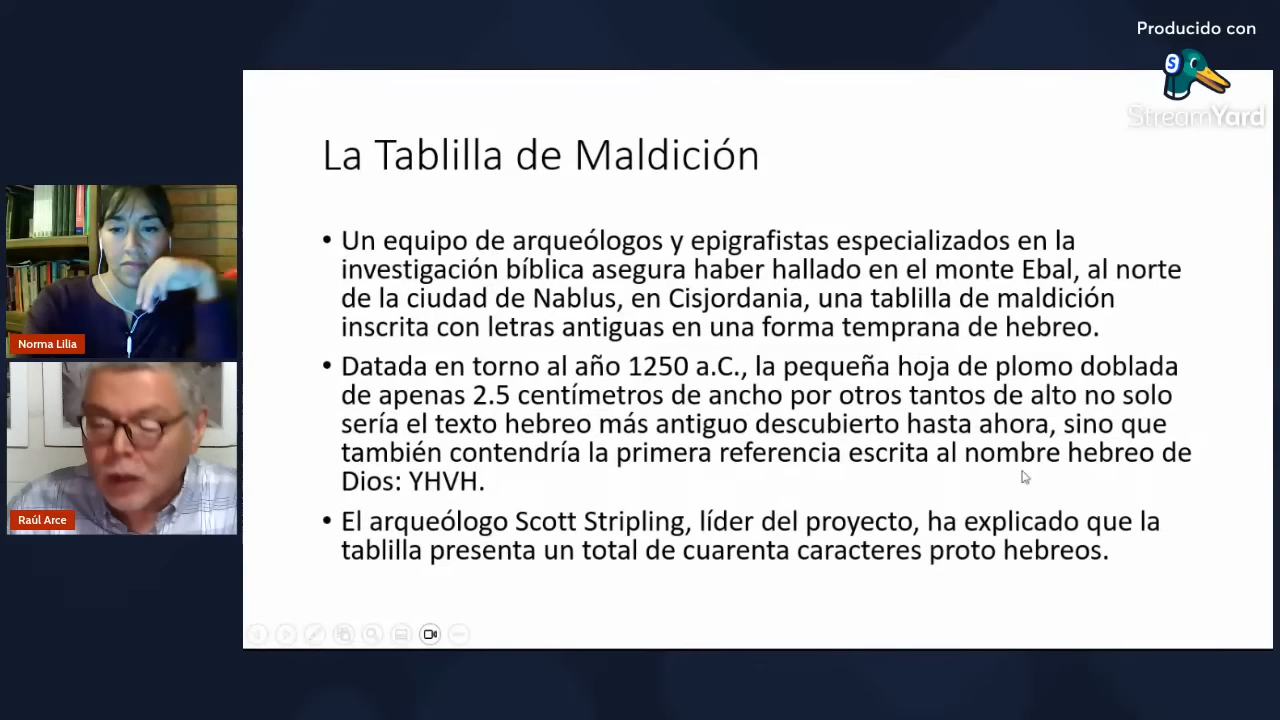 Producido con
StreamYard
La Tablilla de Maldición
• Un equipo de arqueólogos y epigrafistas especializados en la
investigación bíblica asegura haber hallado en el monte Ebal, al norte
de la ciudad de Nablus, en Cisjordania, una tablilla de maldición
inscrita con letras antiguas en una forma temprana de hebreo.
• Datada en torno al año 1250 a.C., la pequeña hoja de plomo doblada
de apenas 2.5 centímetros de ancho por otros tantos de alto no solo
sería el texto hebreo más antiguo descubierto hasta ahora, sino que
también contendría la primera referencia escrita al nombre hebreo de
Dios: YHVH.
• El arqueólogo Scott Stripling, líder del proyecto, ha explicado que la
tablilla presenta un total de cuarenta caracteres proto hebreos.
Norma Lilia
Raúl Arce